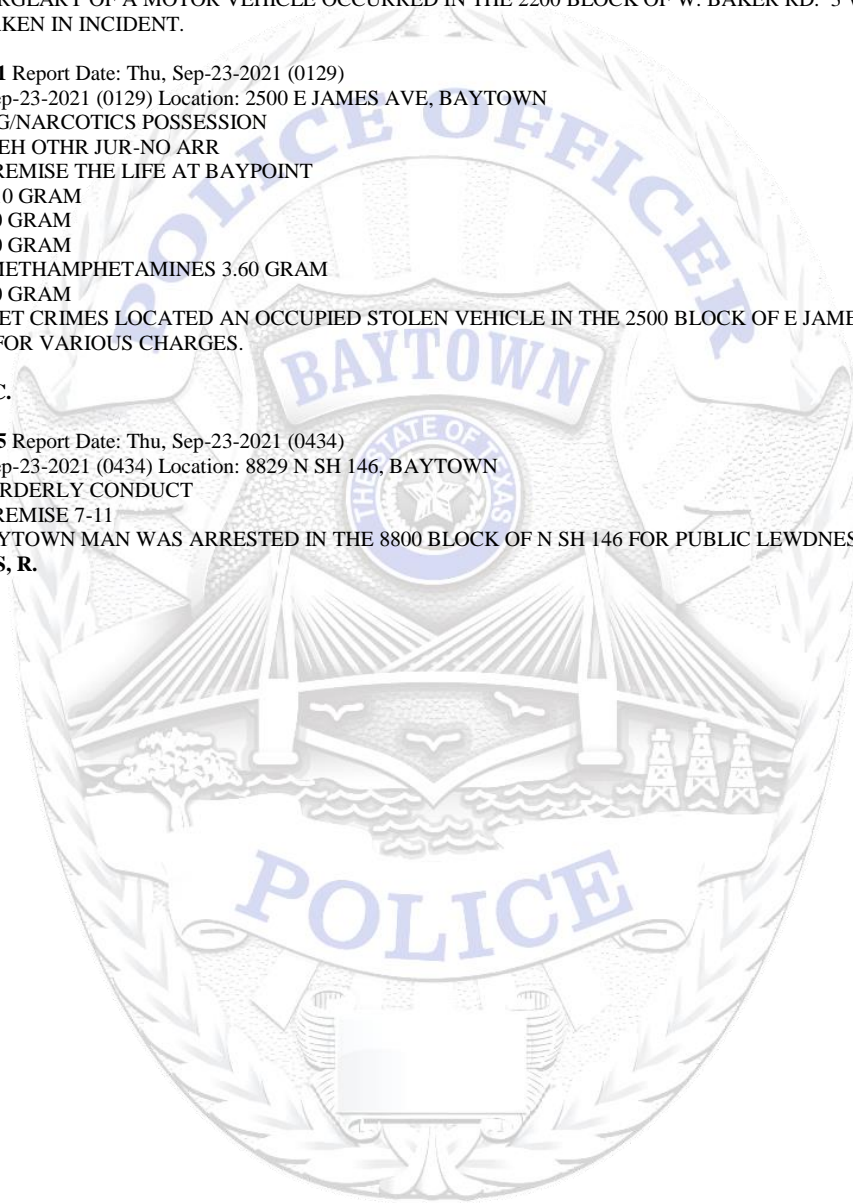 RGLARY OF A MOTOR VEHICLE OCCURRED IN THE 2200 BLOCK OF W. BAKER RD. 3
AKEN IN INCIDENT.
1 Report Date: Thu, Sep-23-2021 (0129)
ep-23-2021 (0129) Location: 2500 E JAMES AVE, BAYTOWN
G/NARCOTICS POSSESSION
EH OTHR JUR-NO ARR
REMISE THE LIFE AT BAYPOINT
0 GRAM
0 GRAM
0 GRAM
METHAMPHETAMINES 3.60 GRAM
0 GRAM
ET CRIMES LOCATED AN OCCUPIED STOLEN VEHICLE IN THE 2500 BLOCK OF E JAME
FOR VARIOUS CHARGES.
C.
5 Report Date: Thu, Sep-23-2021 (0434)
ep-23-2021 (0434) Location: 8829 N SH 146, BAYTOWN
RDERLY CONDUCT
REMISE 7-11
YTOWN MAN WAS ARRESTED IN THE 8800 BLOCK OF N SH 146 FOR PUBLIC LEWDNES
S, R.
POLICE OFFICER
BAYTOWN
THE STATE OF TEXAS
POLICE